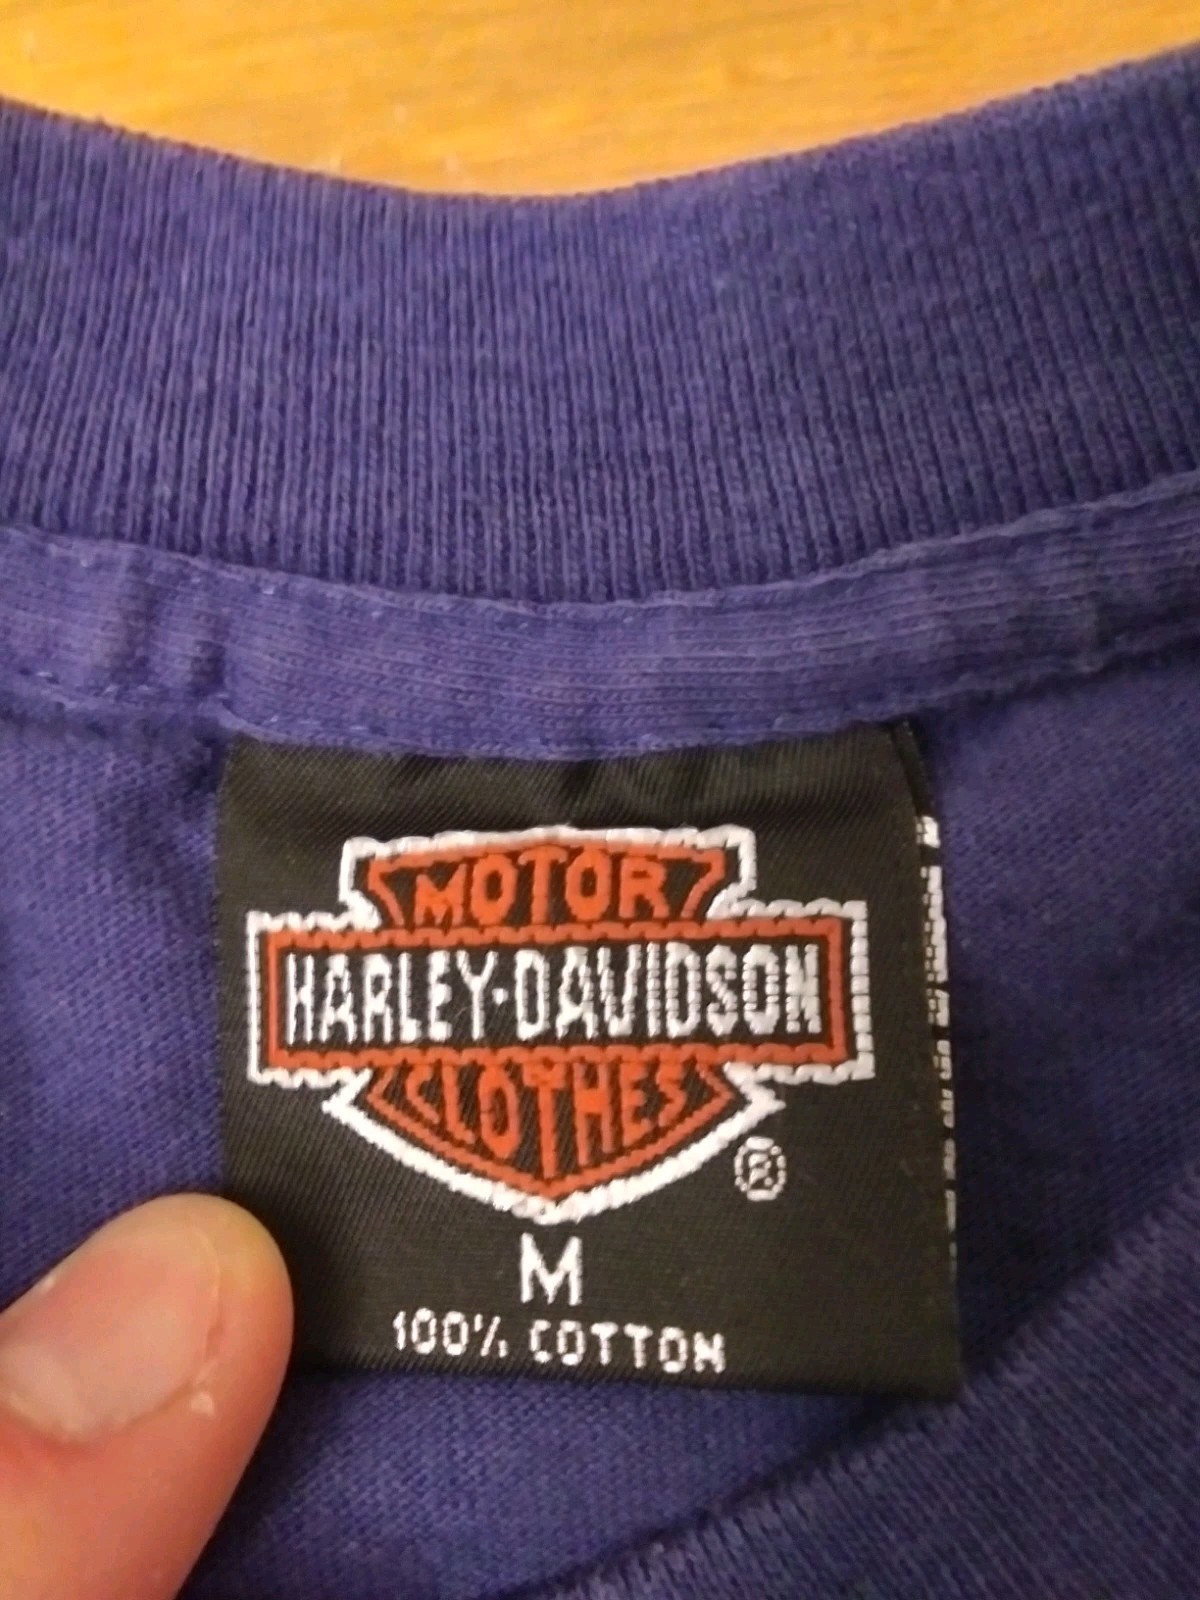 MOTOR
HARLEY-DAVIDSON
CLOTHES
®
M
100% COTTON